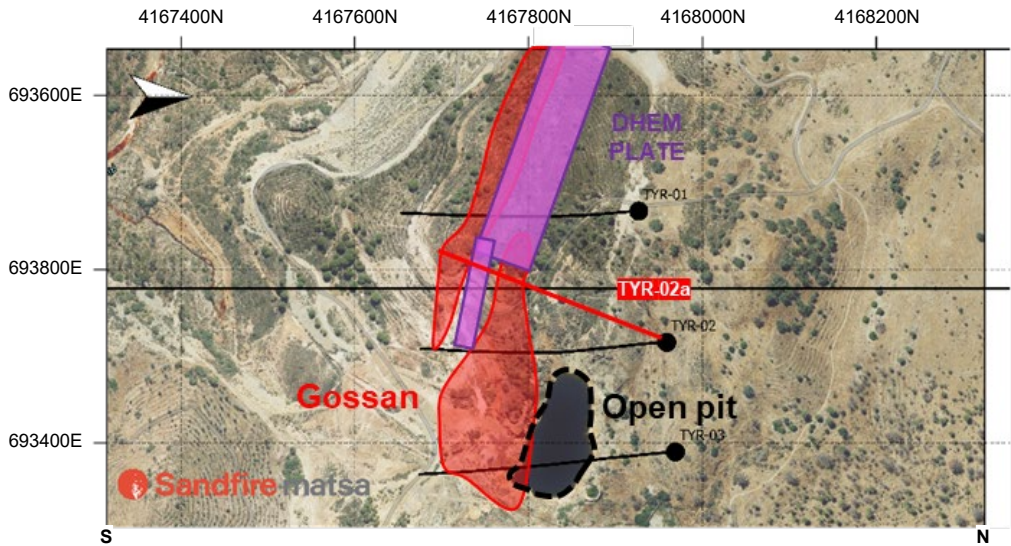 4167400N 4167600N 4167800N 4168000N 4168200N
693600E
DHEM
PLATE
TYR-01
693800E
TYR-02a
TYR-02
Gossan
Open pit
TYR-03
693400E
Sandfire matsa
S N